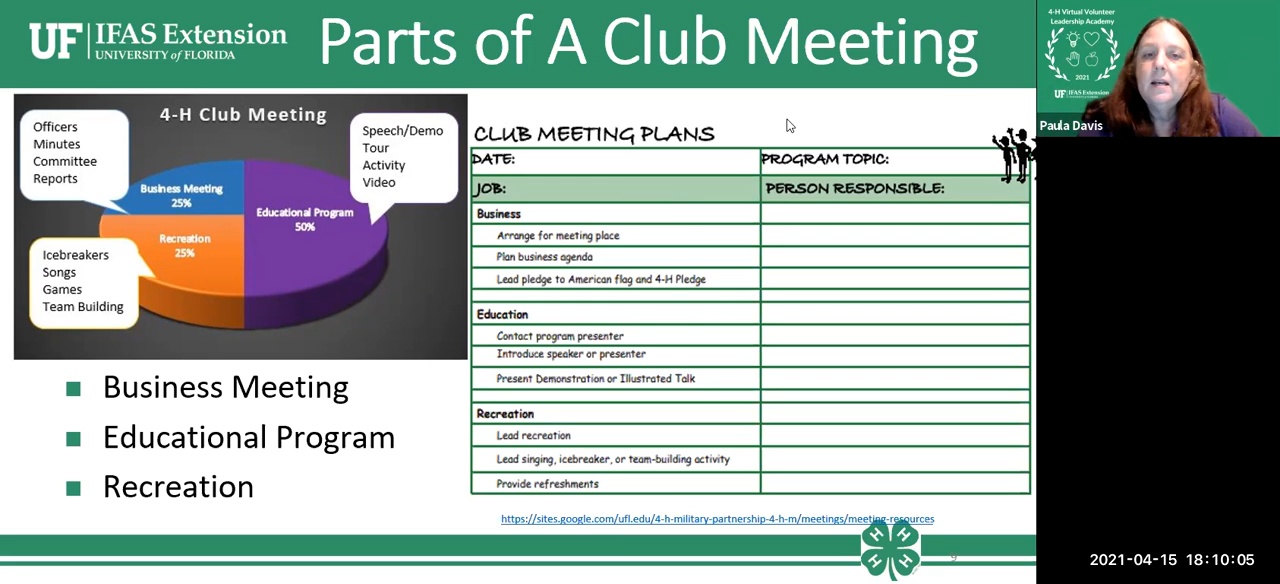 UF | IFAS Extension
UNIVERSITY of FLORIDA
Parts of A Club Meeting
4-H Club Meeting
Officers
Minutes
Committee
Reports
Speech/Demo
Tour
Activity
Video
Business Meeting
25%
Educational Program
50%
Recreation
25%
Icebreakers
Songs
Games
Team Building
Business Meeting
Educational Program
Recreation
CLUB MEETING PLANS
DATE: PROGRAM TOPIC:
JOB: PERSON RESPONSIBLE:
Business
Arrange for meeting place
Plan business agenda
Lead pledge to American flag and 4-H Pledge
Education
Contact program presenter
Introduce speaker or presenter
Present Demonstration or Illustrated Talk
Recreation
Lead recreation
Lead singing, icebreaker, or team-building activity
Provide refreshments
https://sites.google.com/ufl.edu/4-h-military-partnership-4-h-m/meetings/meeting-resources
H H
H H
9
4-H Virtual Volunteer
Leadership Academy
2021
UF | IFAS Extension
Paula Davis
2021-04-15 18:10:05